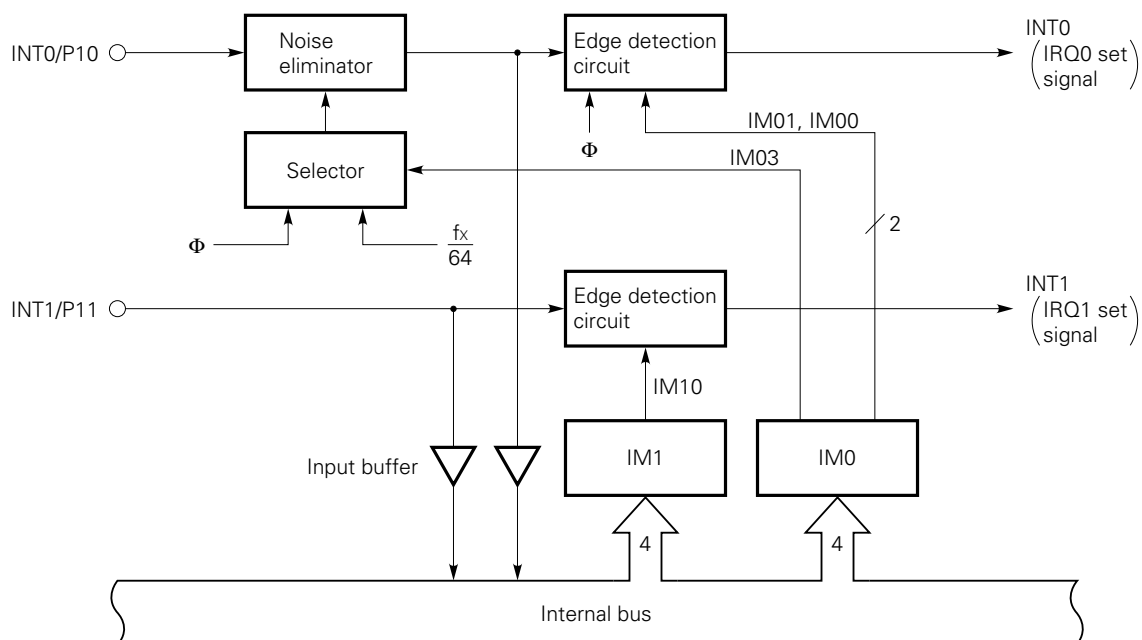 INT0/P10
Noise
eliminator
Edge detection
circuit
INT0
(IRQ0 set
signal)
Φ
IM01, IM00
Selector
IM03
Φ
fx
64
2
INT1/P11
Edge detection
circuit
INT1
(IRQ1 set
signal)
IM10
Input buffer
IM1
IM0
4
4
Internal bus